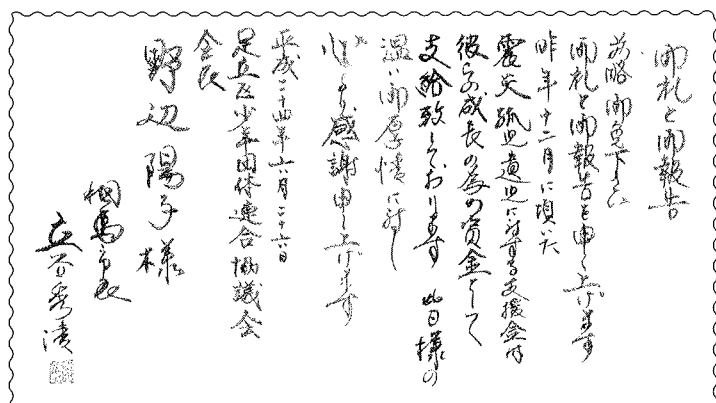 御礼と御報告
前略 御免下さい
御礼と御報告を申し上げます
昨年十二月に頂いた
震災孤児遺児に対する支援金は
彼らの成長の為の資金として
支給致しております 皆様の
温い御厚情に対し
心より感謝申し上げます
平成二十四年六月二十六日
足立区少年団体連合協議会
会長
野辺陽子様
相馬市長
立谷秀清